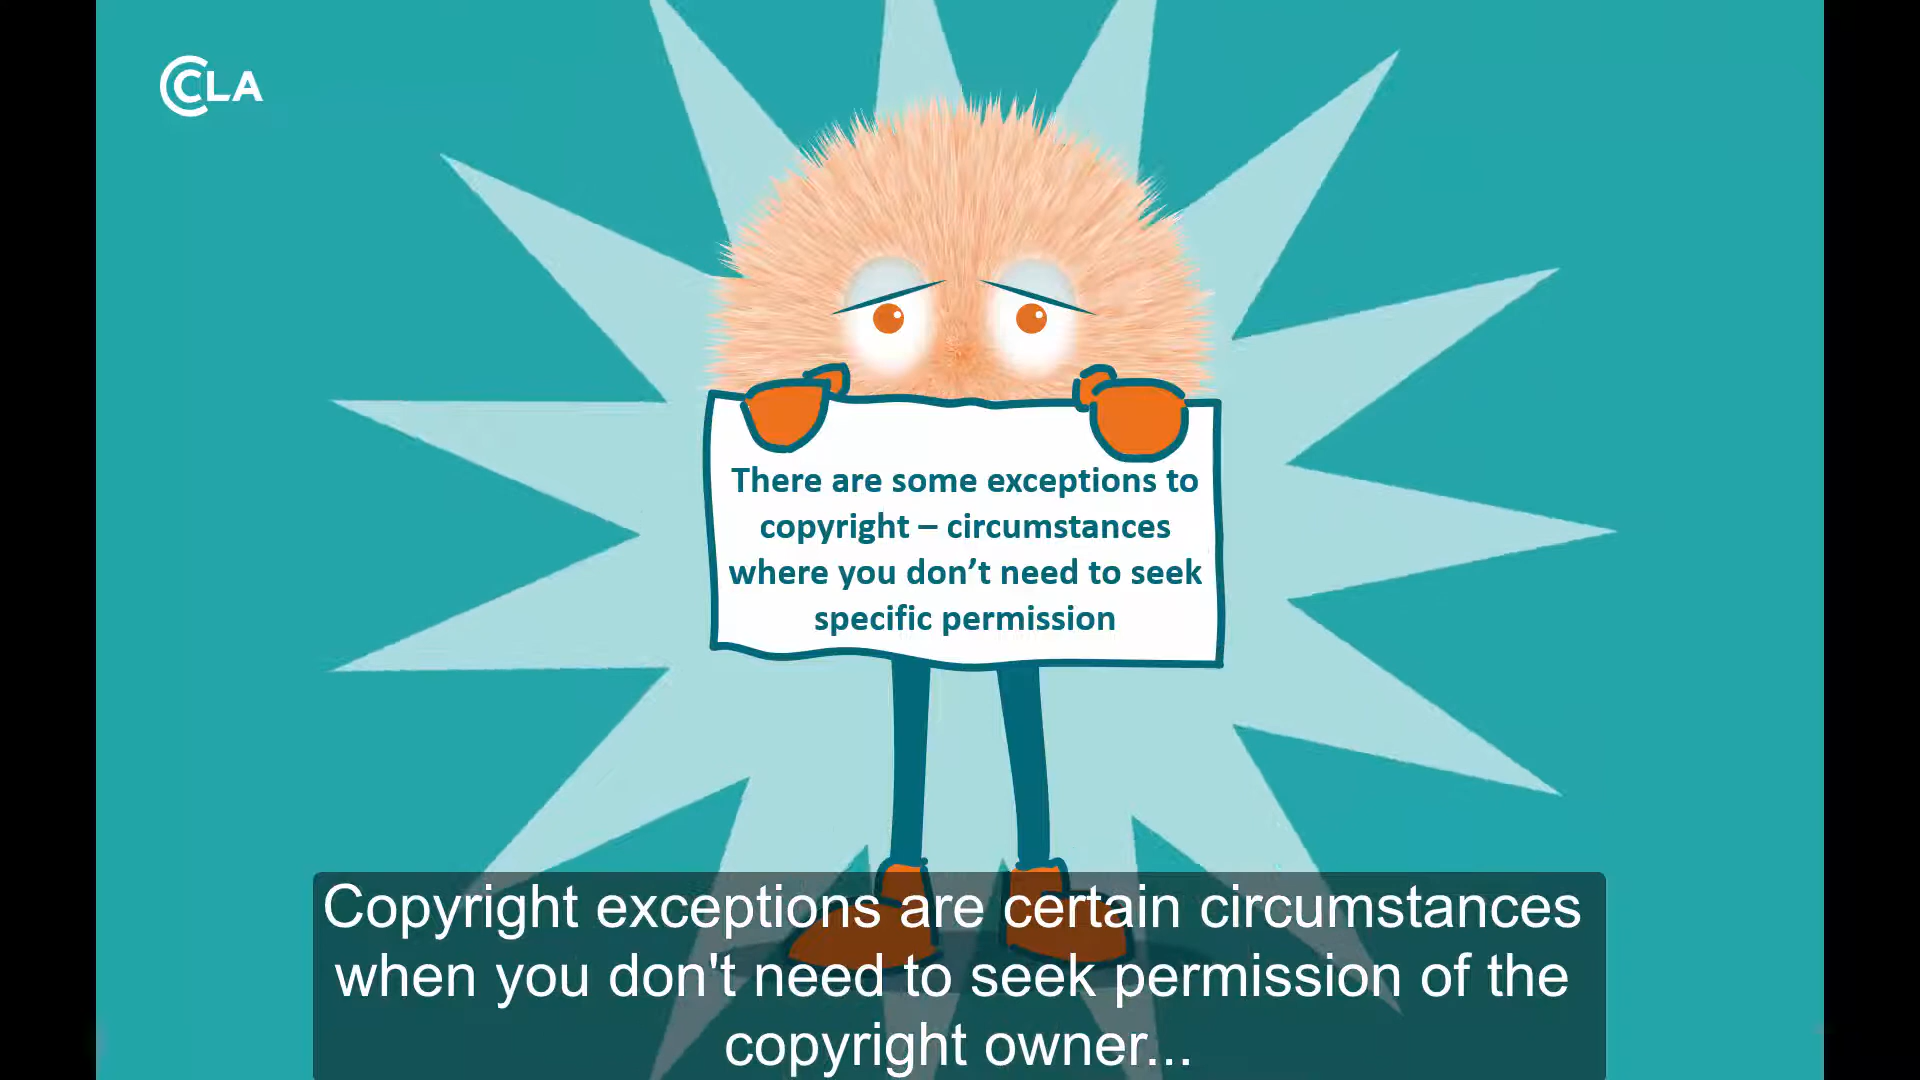 CLA
There are some exceptions to
copyright – circumstances
where you don’t need to seek
specific permission
Copyright exceptions are certain circumstances
when you don't need to seek permission of the
copyright owner...